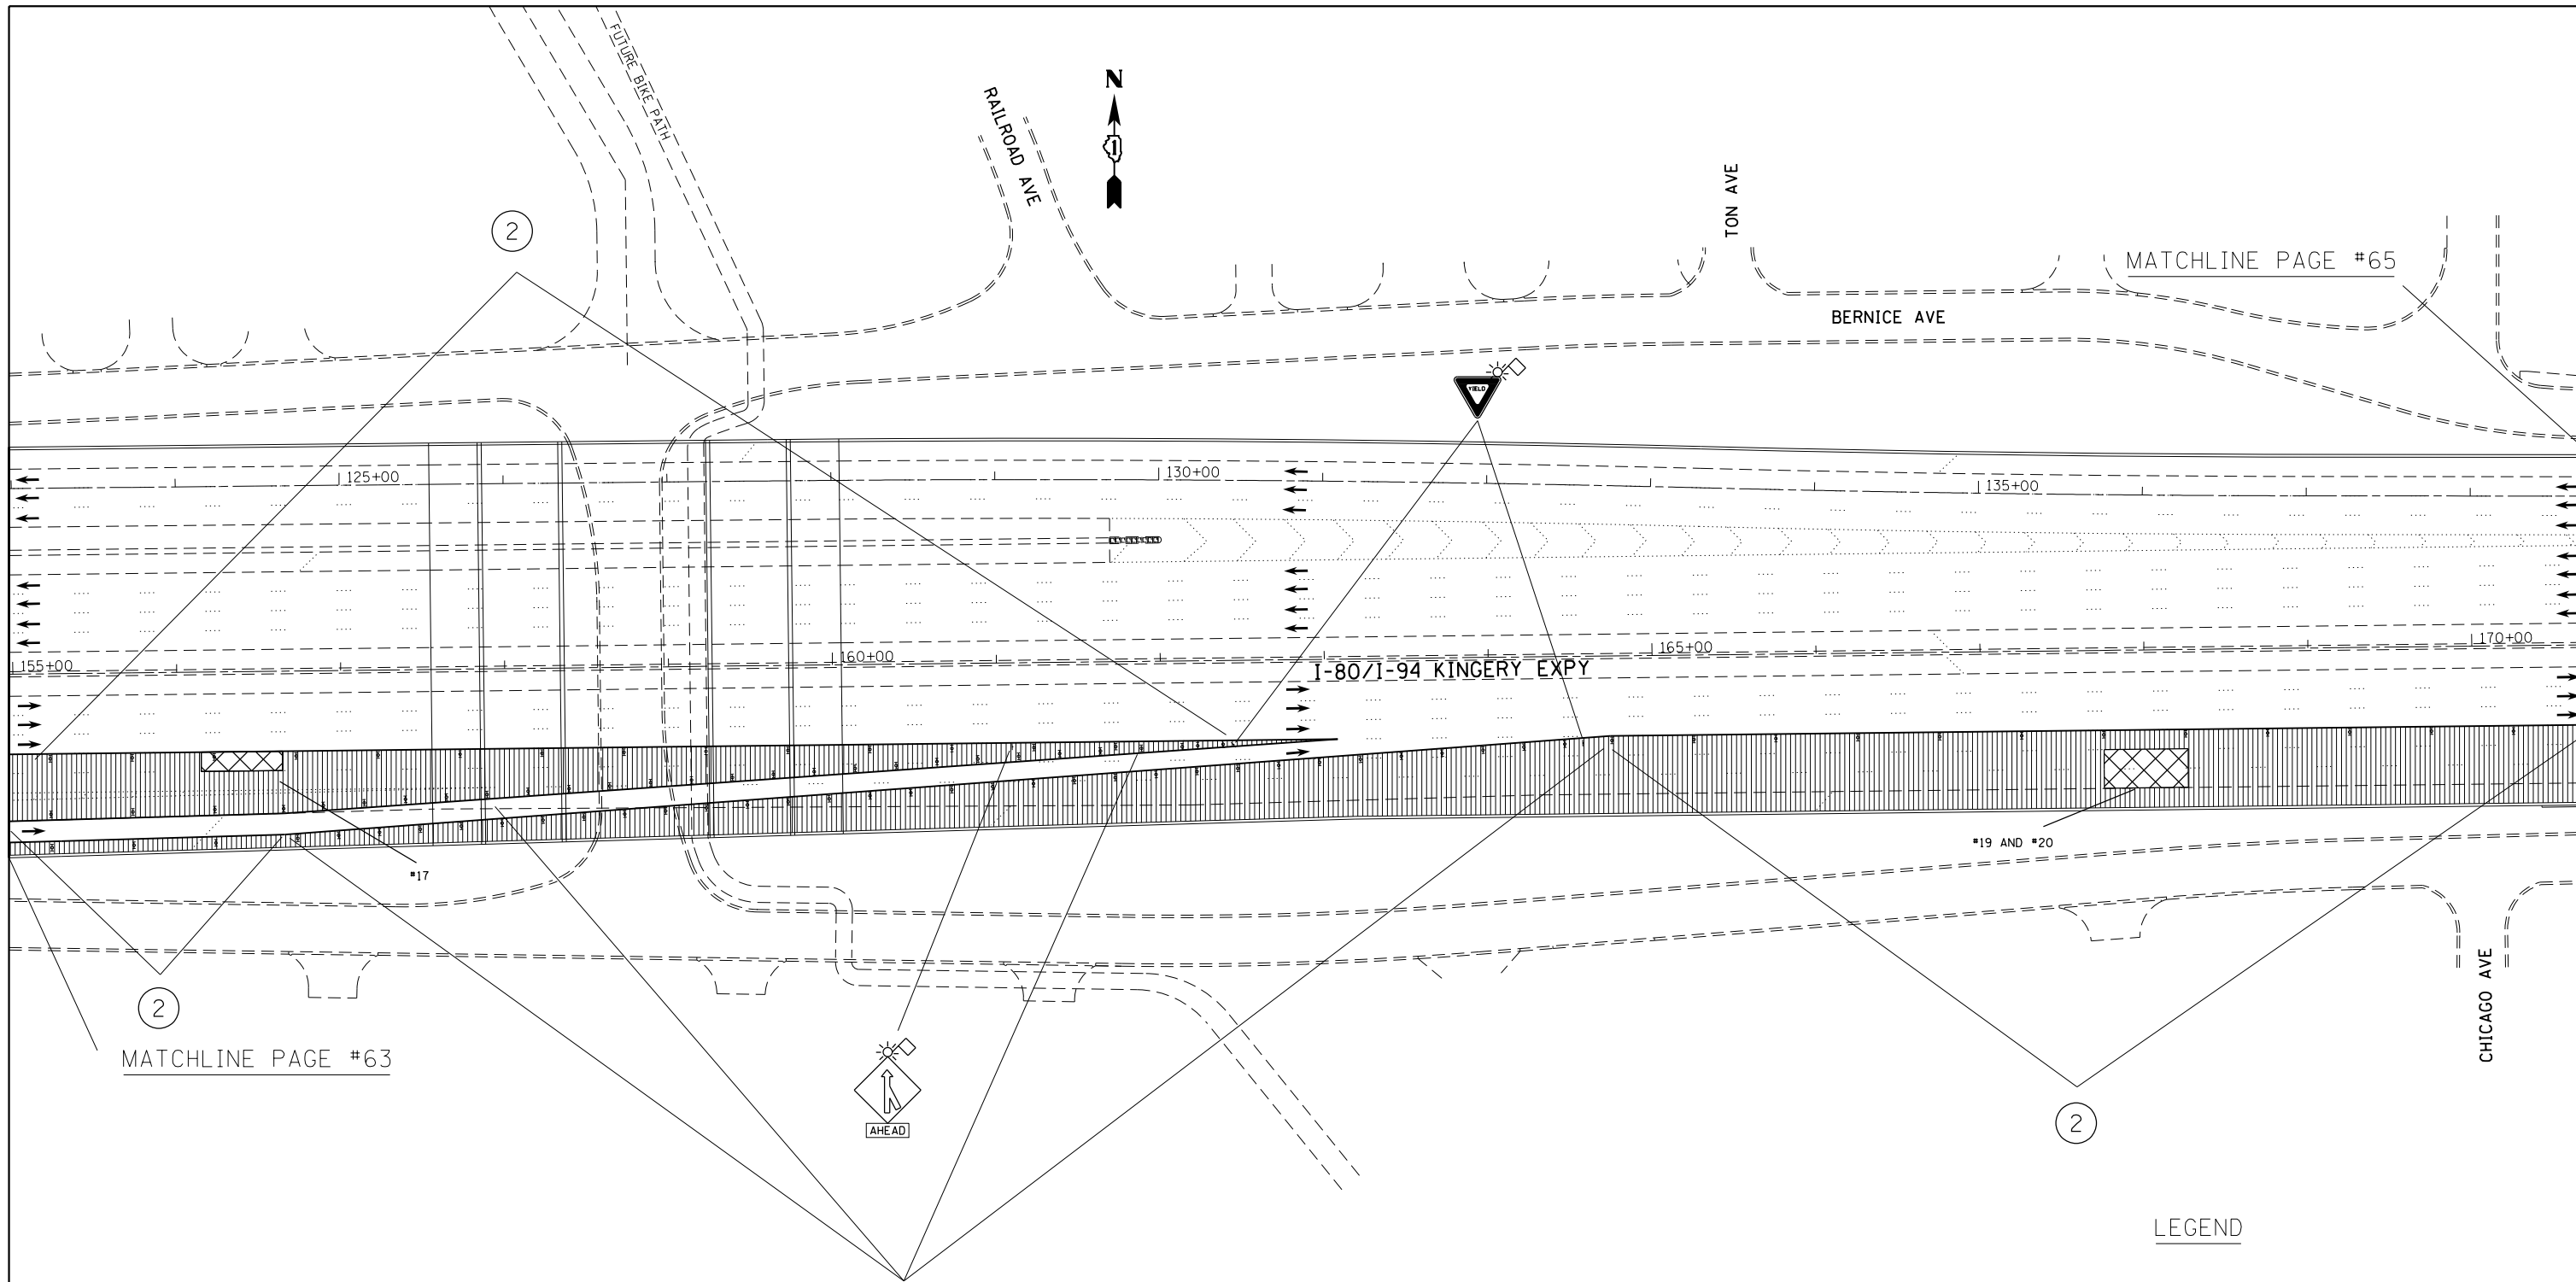 FUTURE BIKE PATH
RAILROAD AVE
N
1
TON AVE
2
MATCHLINE PAGE #65
BERNICE AVE
YIELD
125+00
130+00
135+00
155+00
160+00
165+00
170+00
I-80/I-94 KINGERY EXPY
#17
#19 AND #20
2
MATCHLINE PAGE #63
AHEAD
CHICAGO AVE
2
LEGEND